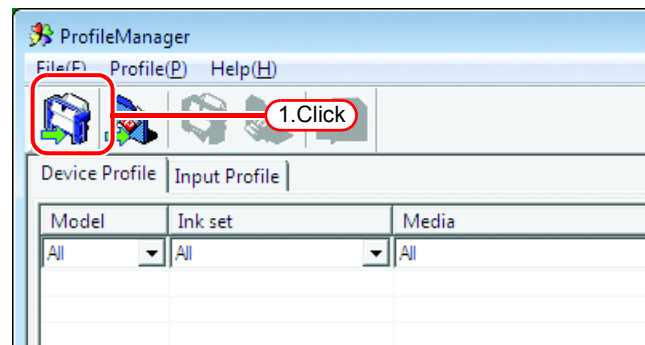 ProfileManager
File(F) Profile(P) Help(H)
1.Click
Device Profile Input Profile
Model Ink set Media
All All All